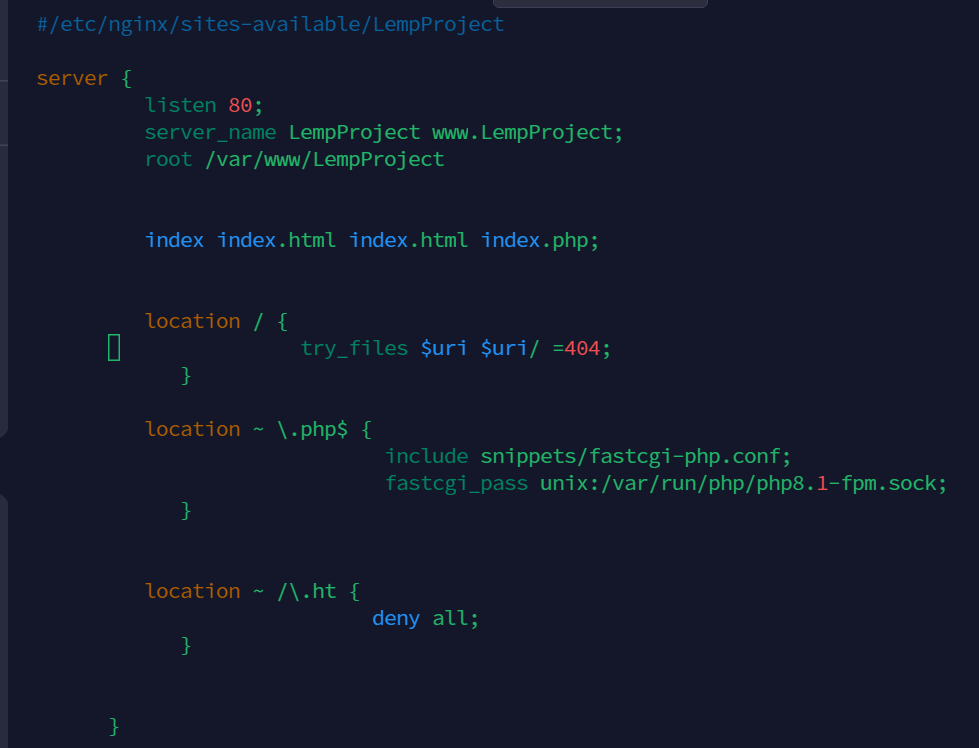 #/etc/nginx/sites-available/LempProject
server {
listen 80;
server_name LempProject www.LempProject;
root /var/www/LempProject
index index.html index.html index.php;
location / {
try_files $uri $uri/ =404;
}
location ~ \.php$ {
include snippets/fastcgi-php.conf;
fastcgi_pass unix:/var/run/php/php8.1-fpm.sock;
}
location ~ /\.ht {
deny all;
}
}